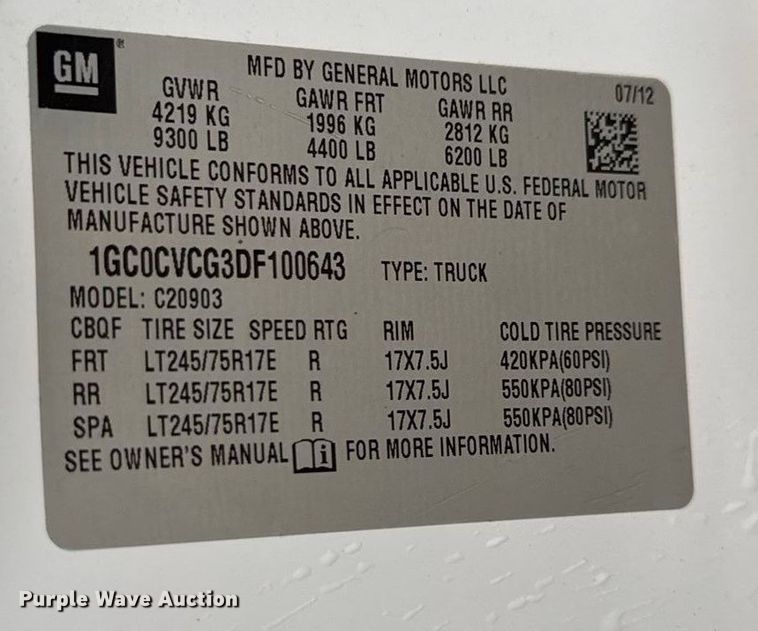 GM®
MFD BY GENERAL MOTORS LLC
07/12
GVWR GAWR FRT GAWR RR
4219 KG 1996 KG 2812 KG
9300 LB 4400 LB 6200 LB
THIS VEHICLE CONFORMS TO ALL APPLICABLE U.S. FEDERAL MOTOR
VEHICLE SAFETY STANDARDS IN EFFECT ON THE DATE OF
MANUFACTURE SHOWN ABOVE.
1GC0CVCG3DF100643 TYPE: TRUCK
MODEL: C20903
CBQF TIRE SIZE SPEED RTG RIM COLD TIRE PRESSURE
FRT LT245/75R17E R 17X7.5J 420KPA(60PSI)
RR LT245/75R17E R 17X7.5J 550KPA(80PSI)
SPA LT245/75R17E R 17X7.5J 550KPA(80PSI)
SEE OWNER'S MANUAL i FOR MORE INFORMATION.
Purple Wave Auction